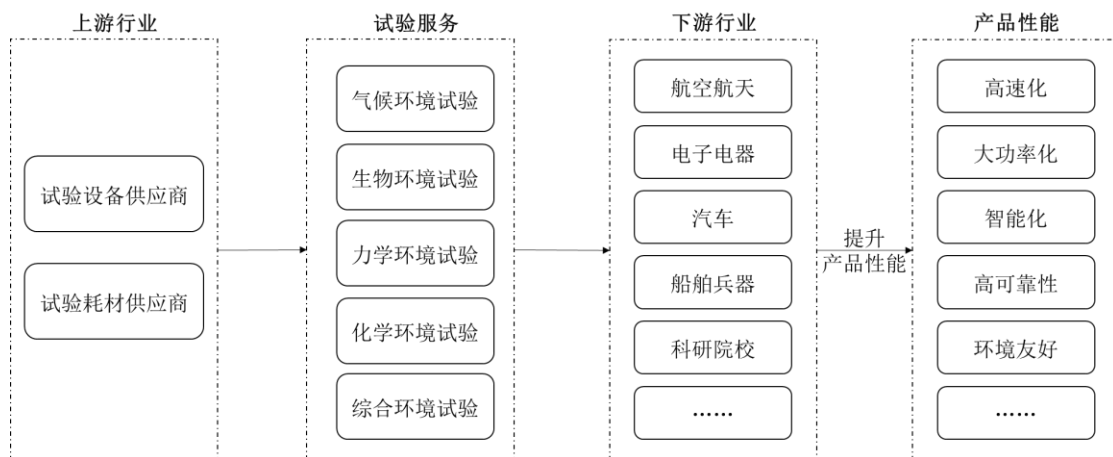 上游行业
试验设备供应商
试验耗材供应商
试验服务
气候环境试验
生物环境试验
力学环境试验
化学环境试验
综合环境试验
下游行业
航空航天
电子电器
汽车
船舶兵器
科研院校
……
提升
产品性能
产品性能
高速化
大功率化
智能化
高可靠性
环境友好
……